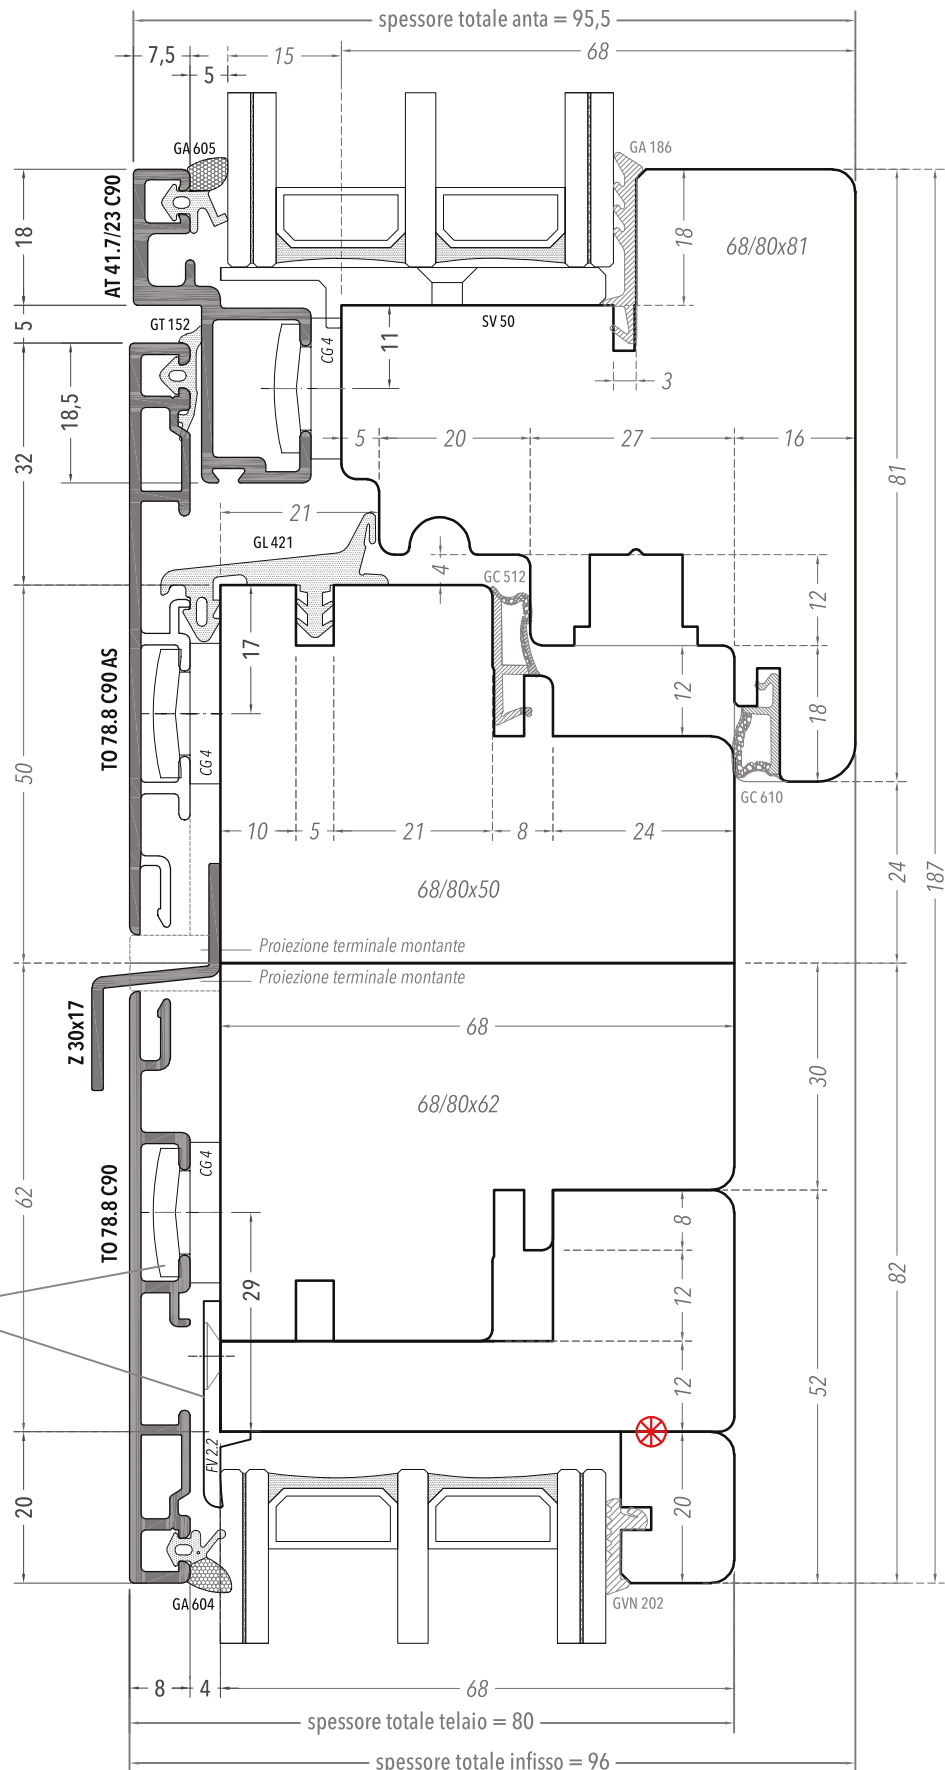 spessore totale anta = 95,5
7,5
15
68
5
GA 605
GA 186
AT 41.7/23 C90
18
18
68/80x81
5
GT 152
SV 50
CG 4
11
3
18,5
32
5
20
27
16
81
21
GL 421
4
GC 512
12
17
12
18
TO 78.8 C90 AS
CG 4
50
GC 610
10
5
21
8
24
24
187
68/80x50
Proiezione terminale montante
Proiezione terminale montante
Z 30x17
68
30
68/80x62
CG 4
TO 78.8 C90
62
8
29
12
82
12
52
FV 2.2
20
20
GA 604
GVN 202
8
4
68
spessore totale telaio = 80
spessore totale infisso = 96